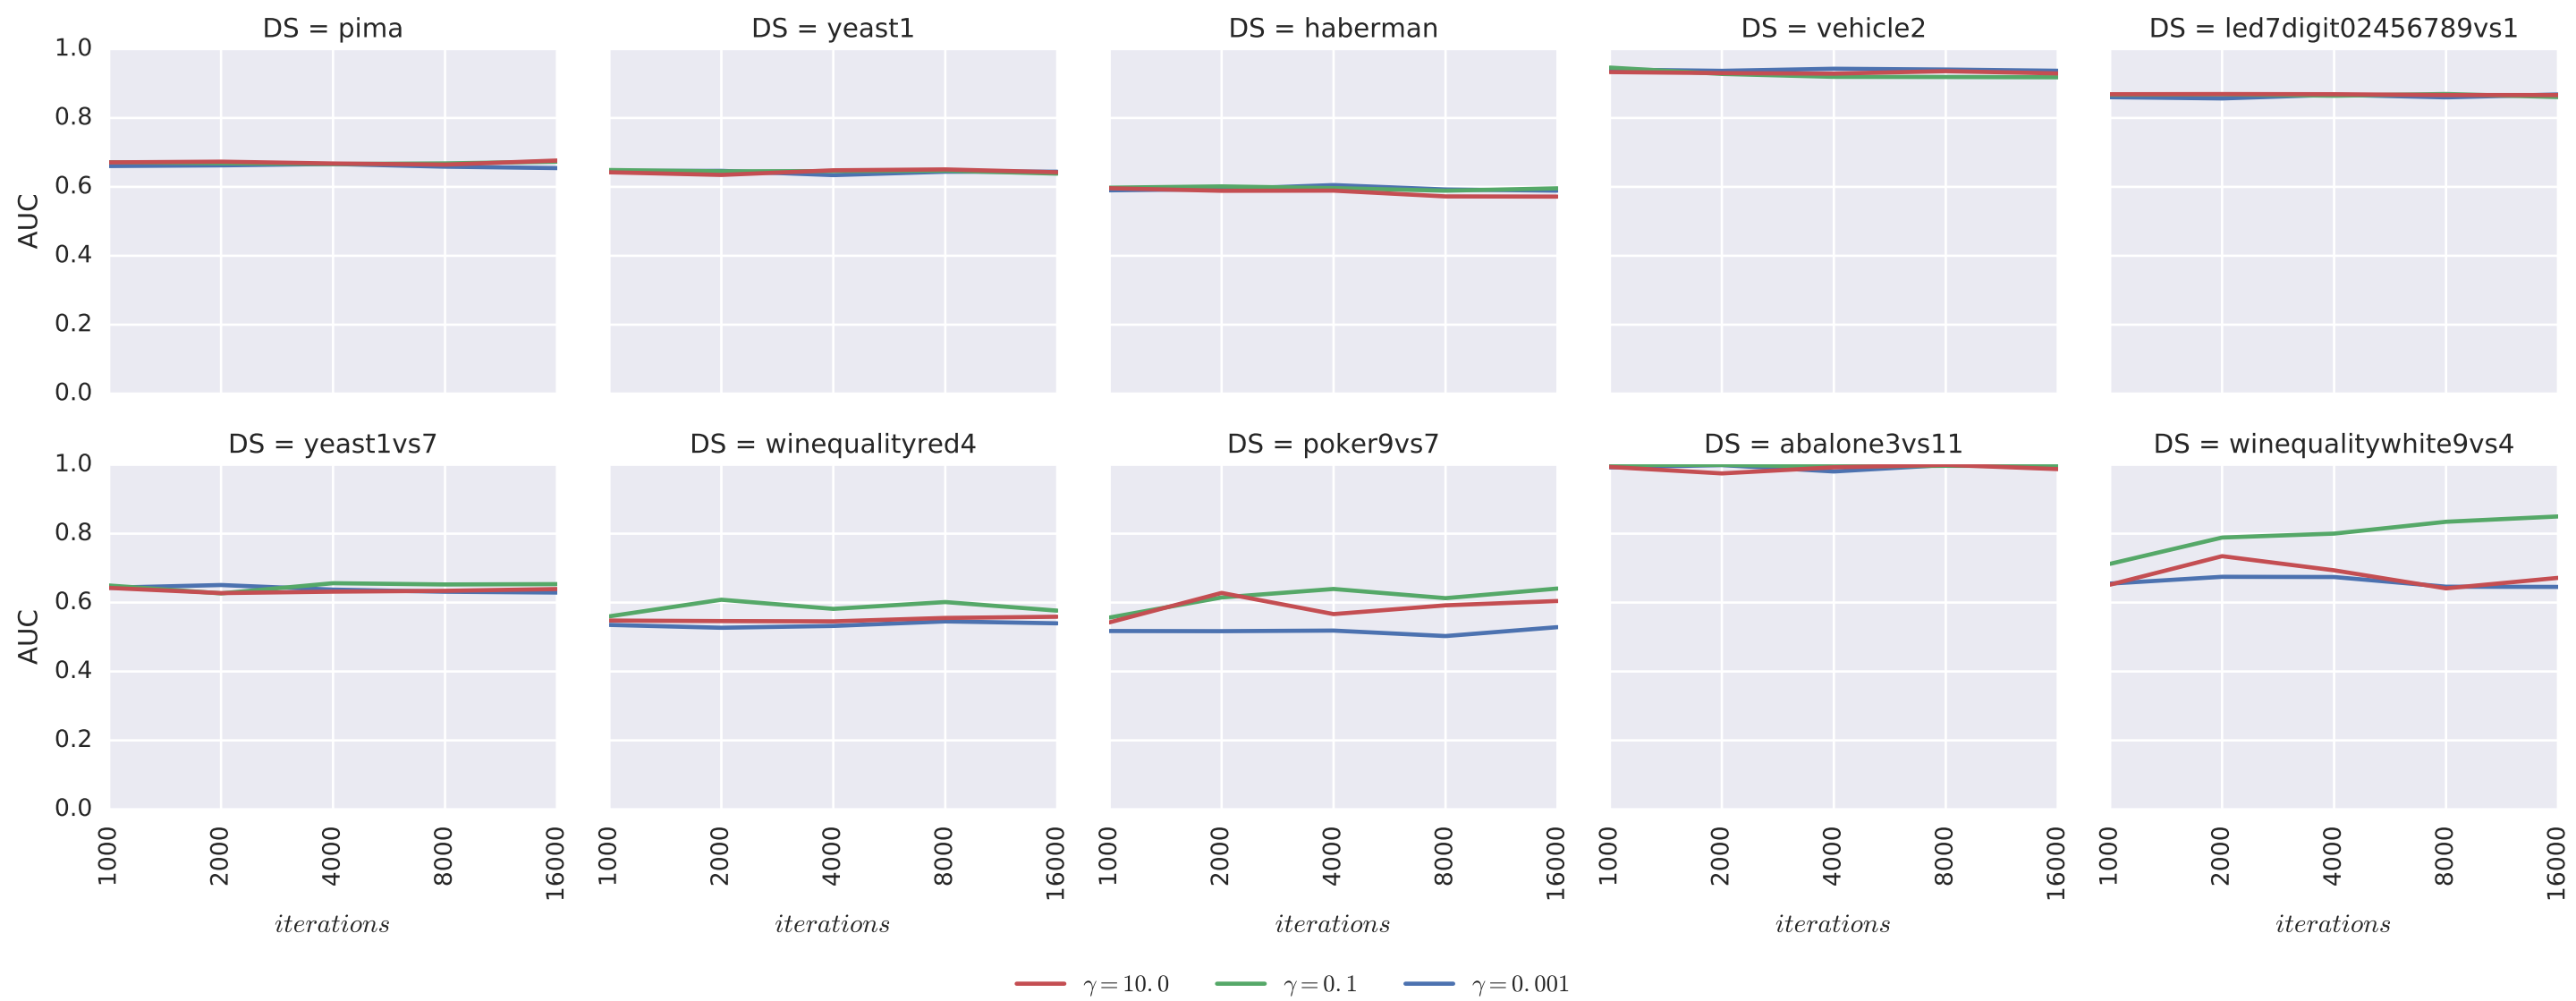 DS = pima
DS = yeast1
DS = haberman
DS = vehicle2
DS = led7digit02456789vs1
1.0
0.8
0.6
0.4
0.2
0.0
AUC
DS = yeast1vs7
DS = winequalityred4
DS = poker9vs7
DS = abalone3vs11
DS = winequalitywhite9vs4
1.0
0.8
0.6
0.4
0.2
0.0
AUC
1000 2000 4000 8000 16000
1000 2000 4000 8000 16000
1000 2000 4000 8000 16000
1000 2000 4000 8000 16000
1000 2000 4000 8000 16000
iterations
iterations
iterations
iterations
iterations
γ=10.0
γ=0.1
γ=0.001